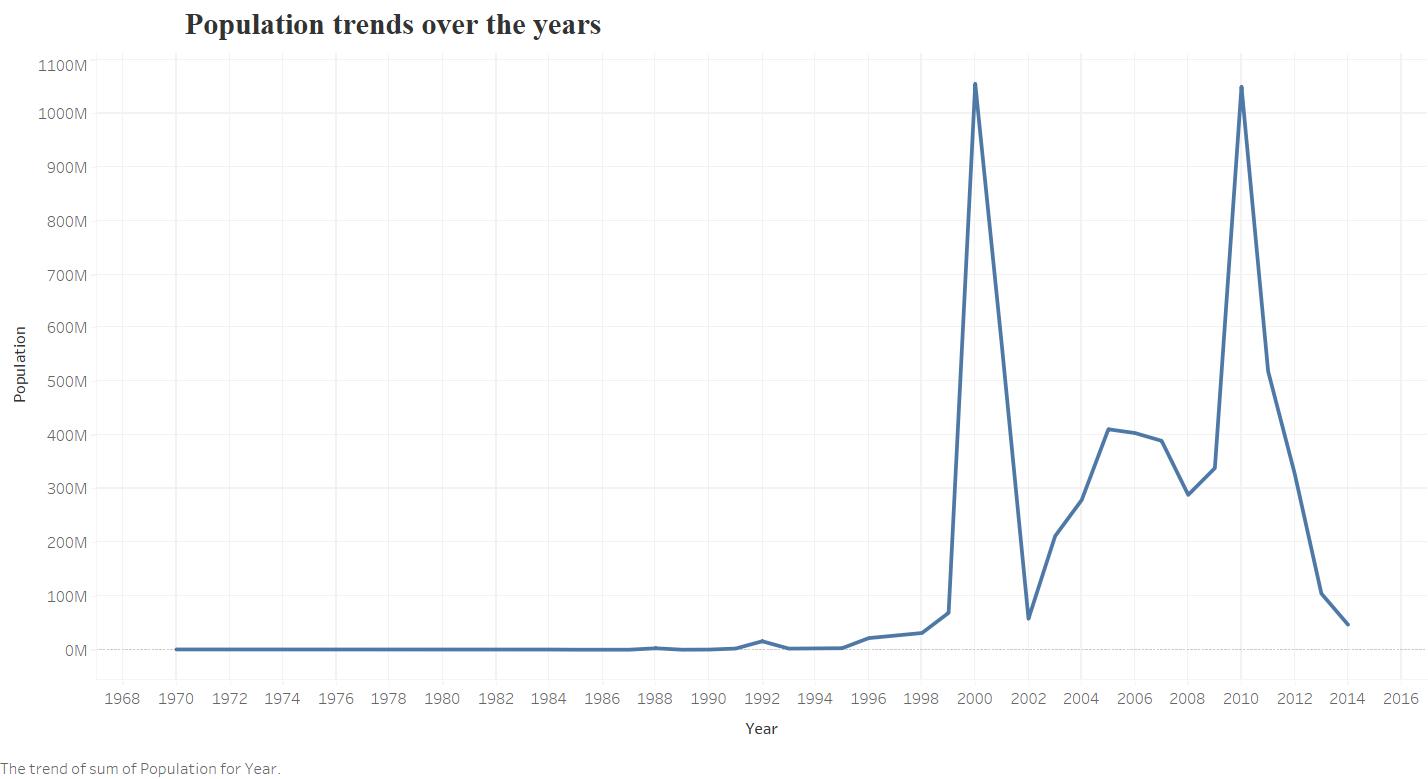 Population trends over the years
1100M
1000M
900M
800M
700M
600M
500M
400M
300M
200M
100M
0M
Population
1968 1970 1972 1974 1976 1978 1980 1982 1984 1986 1988 1990 1992 1994 1996 1998 2000 2002 2004 2006 2008 2010 2012 2014 2016
Year
The trend of sum of Population for Year.